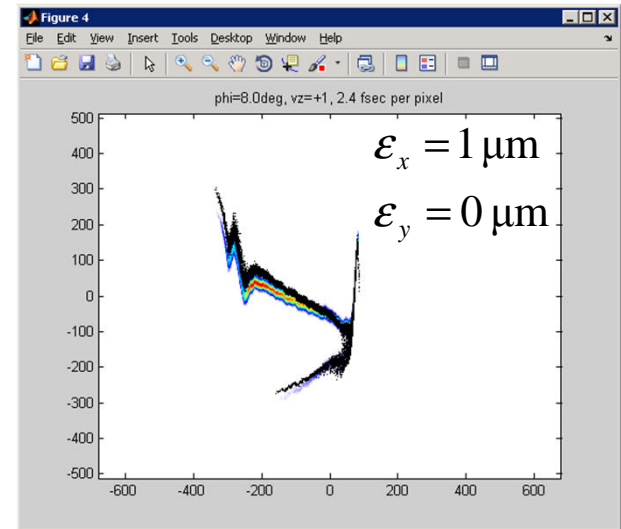 Figure 4
File Edit View Insert Tools Desktop Window Help
phi=8.0deg, vz=+1, 2.4 fsec per pixel
εx = 1 μm
εy = 0 μm
500
400
300
200
100
0
-100
-200
-300
-400
-500
-600 -400 -200 0 200 400 600